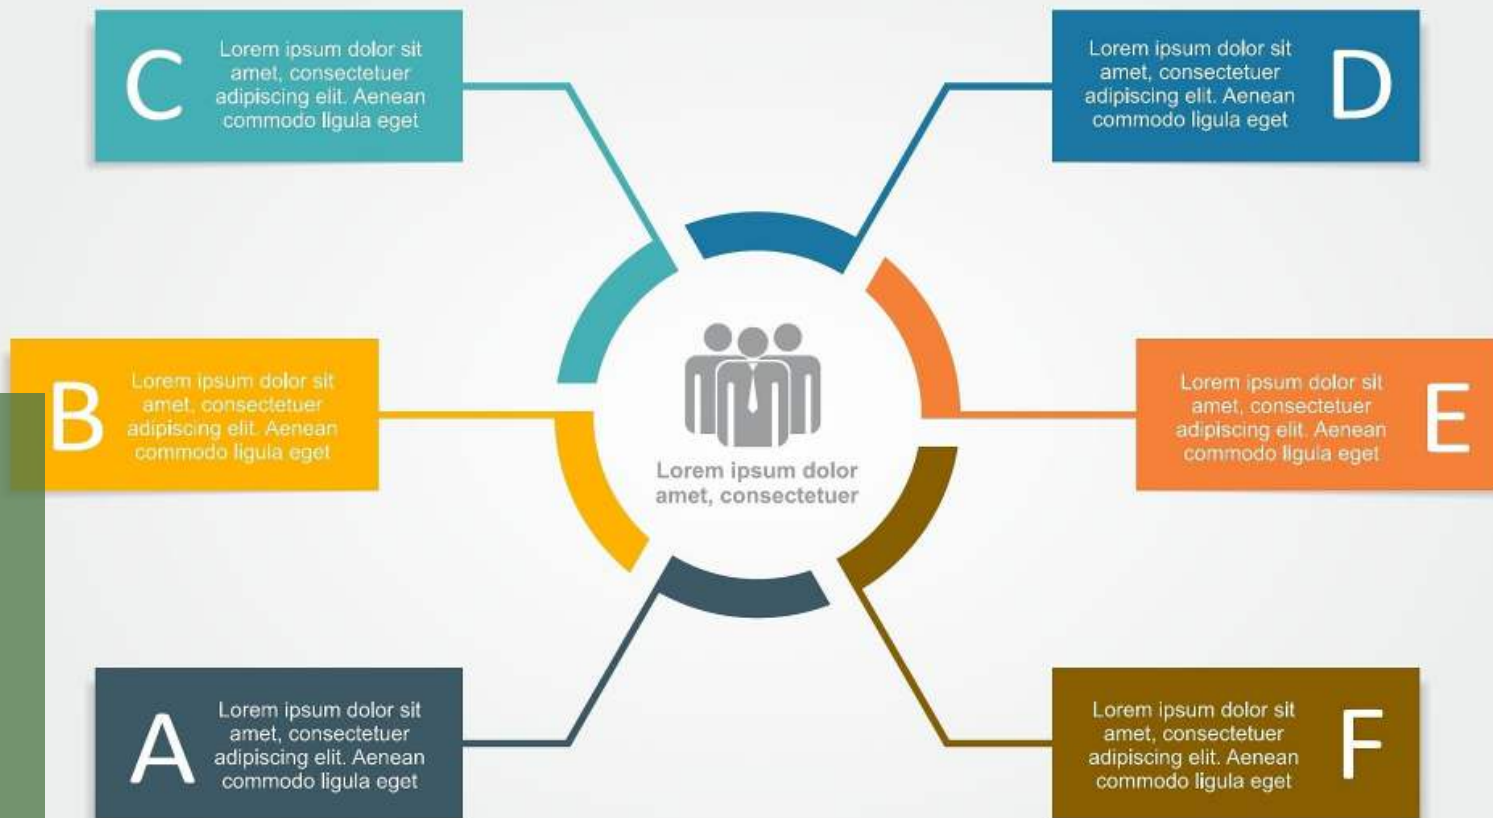 C
Lorem ipsum dolor sit
amet, consectetuer
adipiscing elit. Aenean
commodo ligula eget
Lorem ipsum dolor sit
amet, consectetuer
adipiscing elit. Aenean
commodo ligula eget
D
B
Lorem ipsum dolor sit
amet, consectetuer
adipiscing elit. Aenean
commodo ligula eget
Lorem ipsum dolor
amet, consectetuer
Lorem ipsum dolor sit
amet, consectetuer
adipiscing elit. Aenean
commodo ligula eget
E
A
Lorem ipsum dolor sit
amet, consectetuer
adipiscing elit. Aenean
commodo ligula eget
Lorem ipsum dolor sit
amet, consectetuer
adipiscing elit. Aenean
commodo ligula eget
F